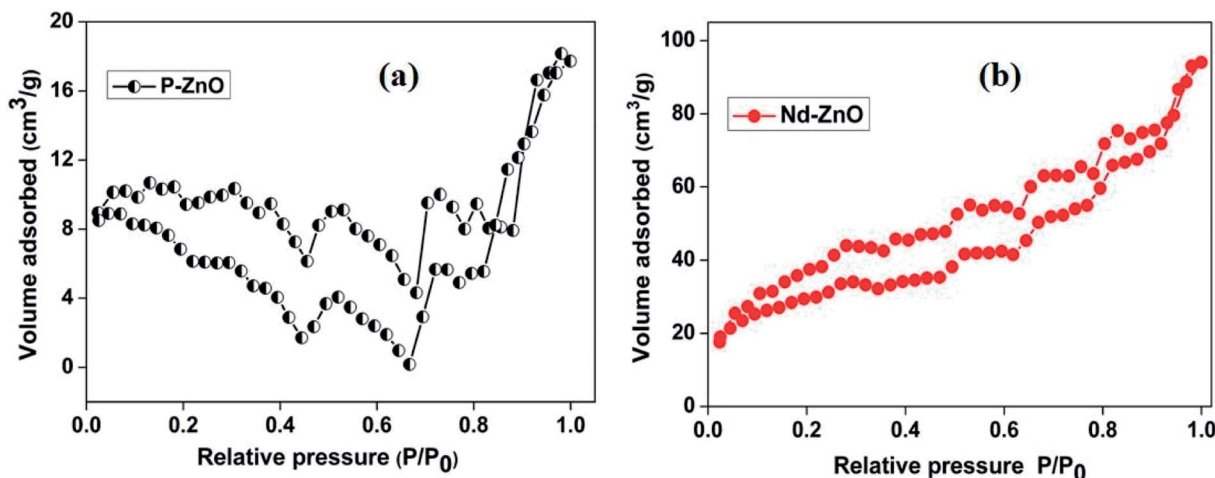 (a)
P-ZnO
Volume adsorbed (cm³/g)
20
16
12
8
4
0
0.0 0.2 0.4 0.6 0.8 1.0
Relative pressure (P/P₀)
(b)
Nd-ZnO
Volume adsorbed (cm³/g)
100
80
60
40
20
0
0.0 0.2 0.4 0.6 0.8 1.0
Relative pressure P/P₀